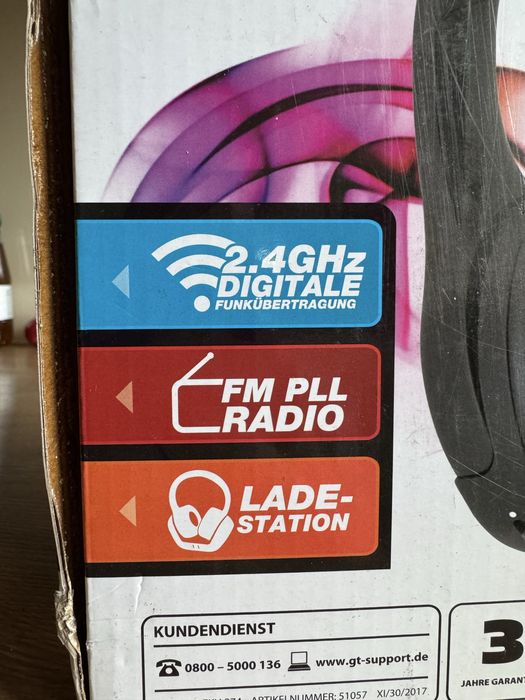 2.4GHz
DIGITALE
FUNKÜBERTRAGUNG
FM PLL
RADIO
LADE-
STATION
KUNDENDIENST
0800 – 5000 136 www.gt-support.de
ARTIKELNUMMER: 51057 XI/30/2017
3
JAHRE GARAN